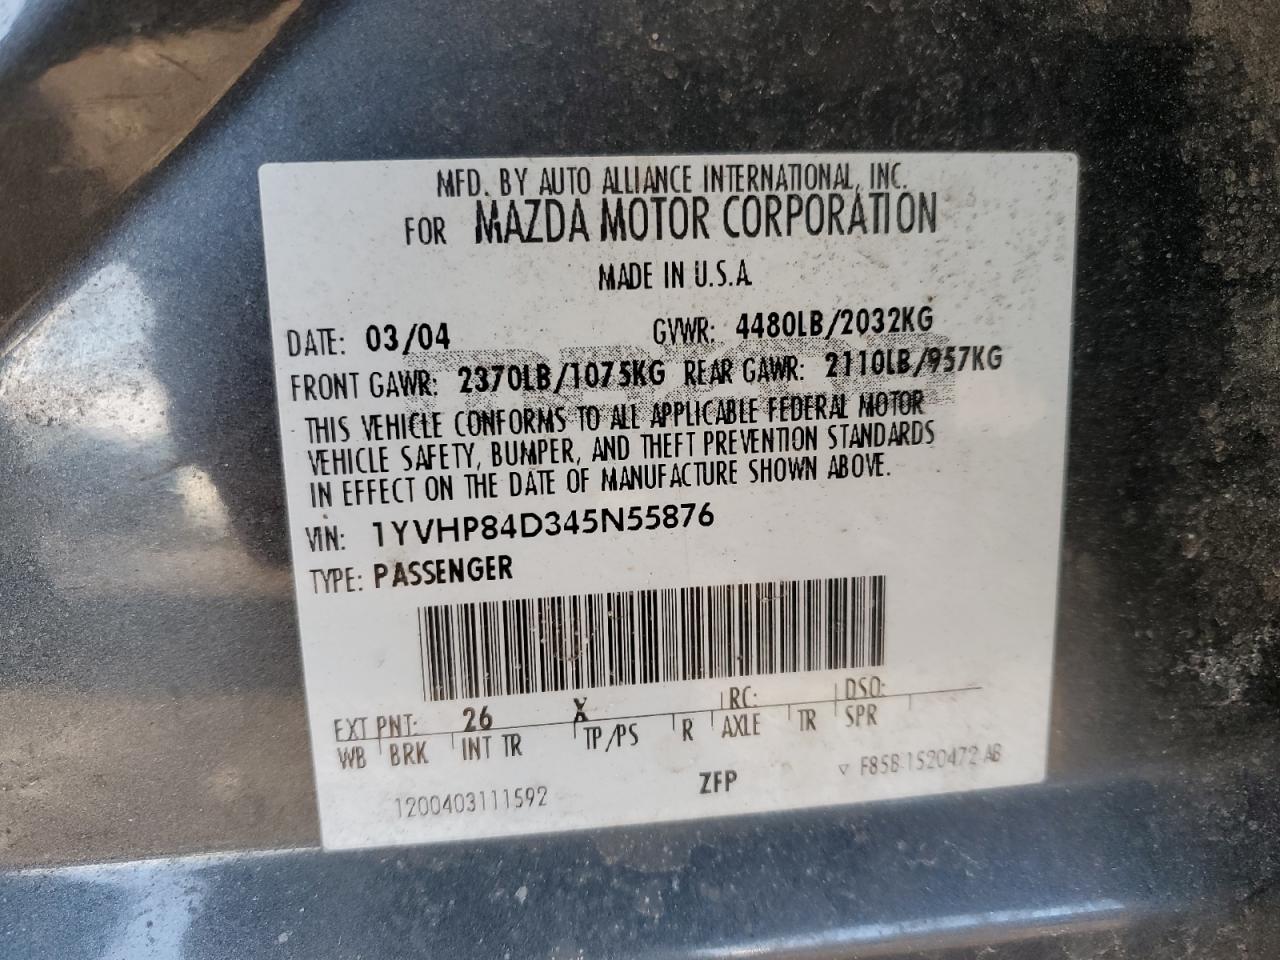 MFD. BY AUTO ALLIANCE INTERNATIONAL, INC.
FOR MAZDA MOTOR CORPORATION
MADE IN U.S.A.
DATE: 03/04 GVWR: 4480LB/2032KG
FRONT GAWR: 2370LB/1075KG REAR GAWR: 2110LB/957KG
THIS VEHICLE CONFORMS TO ALL APPLICABLE FEDERAL MOTOR
VEHICLE SAFETY, BUMPER, AND THEFT PREVENTION STANDARDS
IN EFFECT ON THE DATE OF MANUFACTURE SHOWN ABOVE.
VIN: 1YVHP84D345N55876
TYPE: PASSENGER
EXT PNT: 26 X RC: DSO:
WB BRK INT TR TP/PS R AXLE TR SPR
1200403111592 ZFP ▽ F85B 1520472 AB